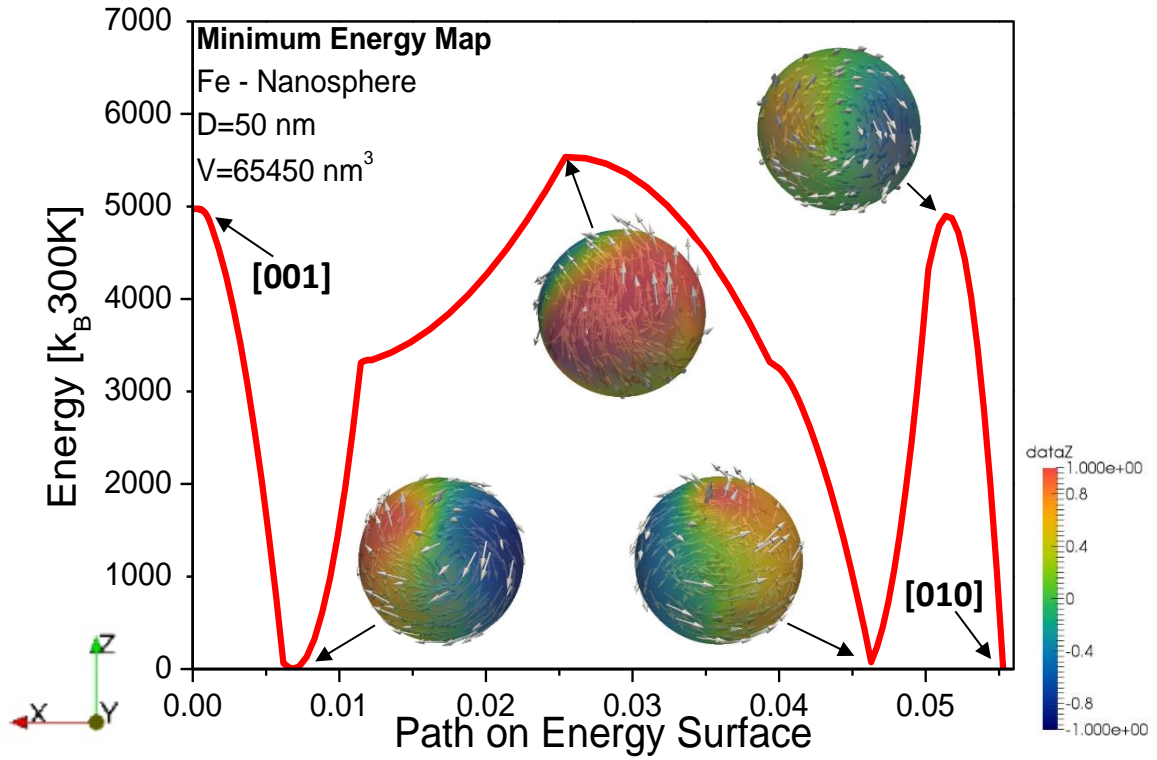 7000
6000
5000
4000
3000
2000
1000
0
Energy [k_B300K]
Minimum Energy Map
Fe - Nanosphere
D=50 nm
V=65450 nm³
[001]
[010]
0.00
0.01
0.02
0.03
0.04
0.05
Path on Energy Surface
Z
X
Y
dataZ
1.000e+00
0.8
0.4
0
-0.4
-0.8
-1.000e+00